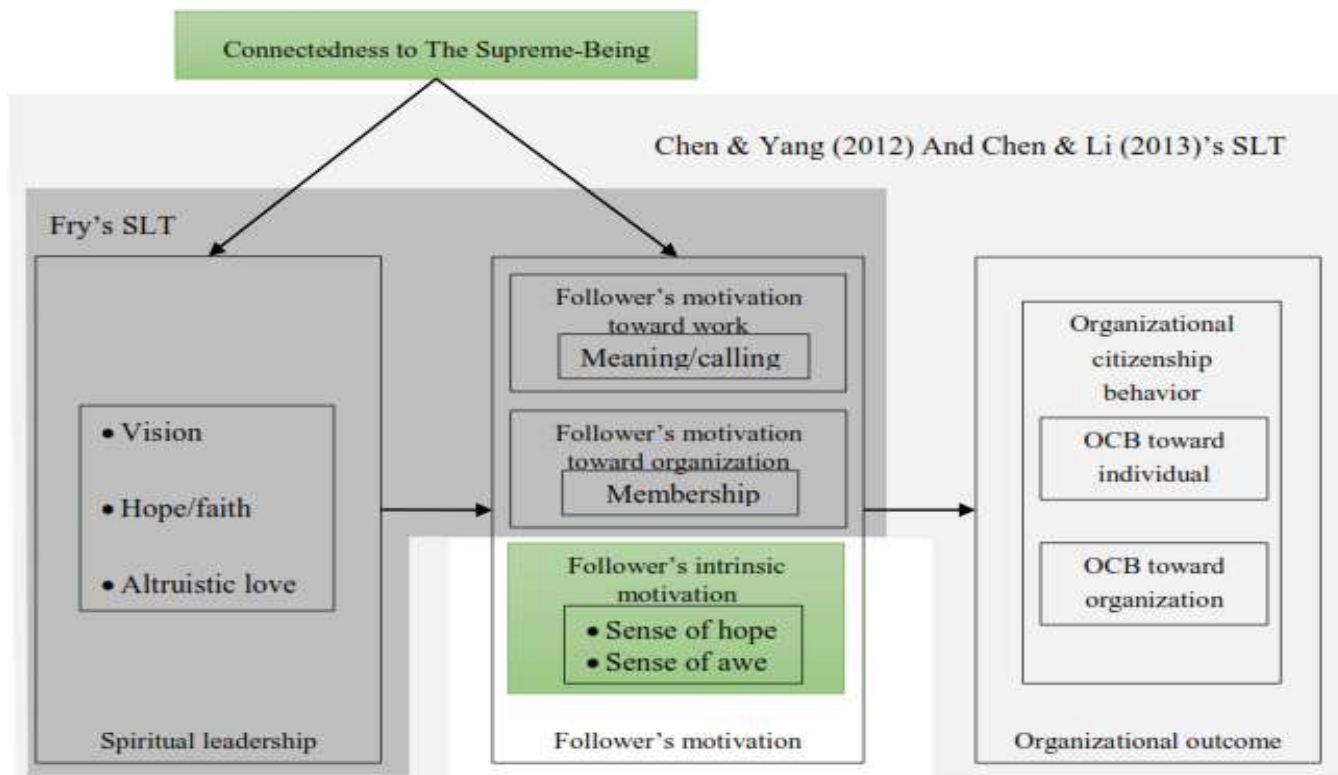 Connectedness to The Supreme-Being
Chen & Yang (2012) And Chen & Li (2013)'s SLT
Fry's SLT
• Vision
• Hope/faith
• Altruistic love
Spiritual leadership
Follower's motivation
toward work
Meaning/calling
Follower's motivation
toward organization
Membership
Follower's intrinsic
motivation
• Sense of hope
• Sense of awe
Follower's motivation
Organizational
citizenship
behavior
OCB toward
individual
OCB toward
organization
Organizational outcome